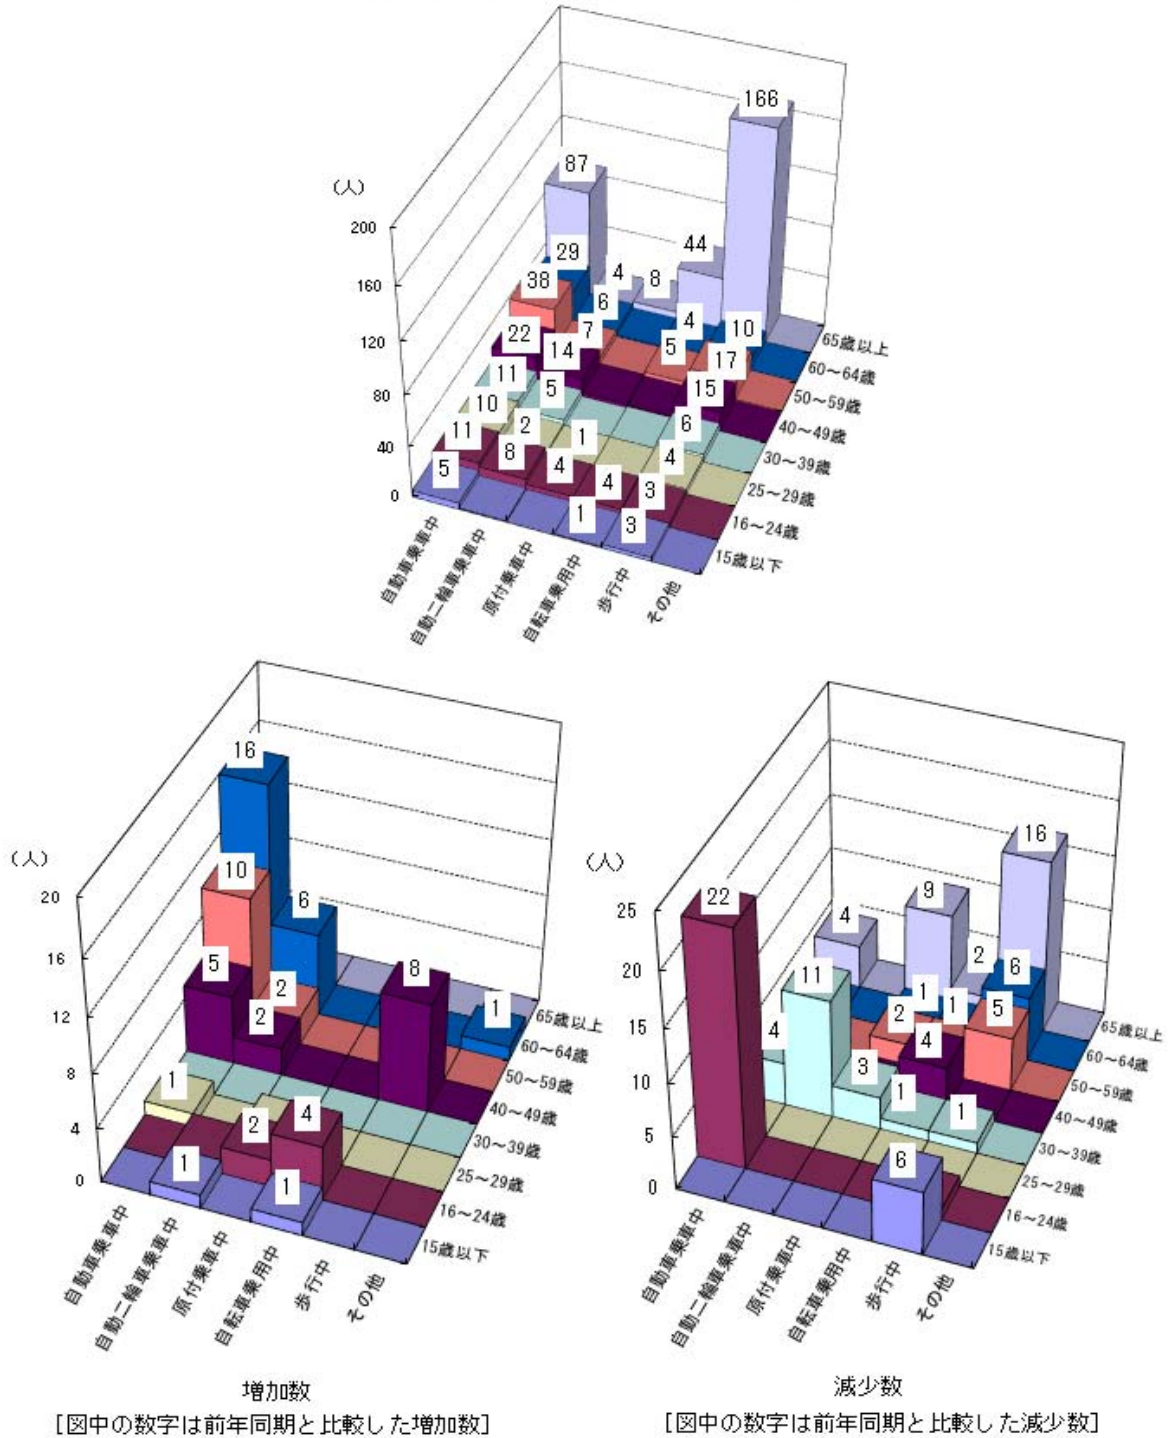 166
87
(人)
200
44
29
4
8
160
38
6
4
10
7
5
65歳以上
120
22
14
17
60～64歳
11
5
15
50～59歳
80
10
2
1
6
40～49歳
40
11
8
4
4
30～39歳
5
4
3
25～29歳
0
1
3
16～24歳
15歳以下
自動車乗車中
自動二輪車乗車中
原付乗車中
自転車乗用中
歩行中
その他
16
(人)
10
20
6
16
5
2
8
2
1
65歳以上
12
60～64歳
50～59歳
8
1
40～49歳
4
2
4
30～39歳
25～29歳
0
1
1
16～24歳
15歳以下
自動車乗車中
自動二輪車乗車中
原付乗車中
自転車乗用中
歩行中
その他
増加数
[図中の数字は前年同期と比較した増加数]
16
(人)
22
9
25
4
2
6
20
11
1
1
5
2
65歳以上
15
4
4
60～64歳
3
50～59歳
10
1
1
40～49歳
30～39歳
5
25～29歳
6
0
16～24歳
15歳以下
自動車乗車中
自動二輪車乗車中
原付乗車中
自転車乗用中
歩行中
その他
減少数
[図中の数字は前年同期と比較した減少数]